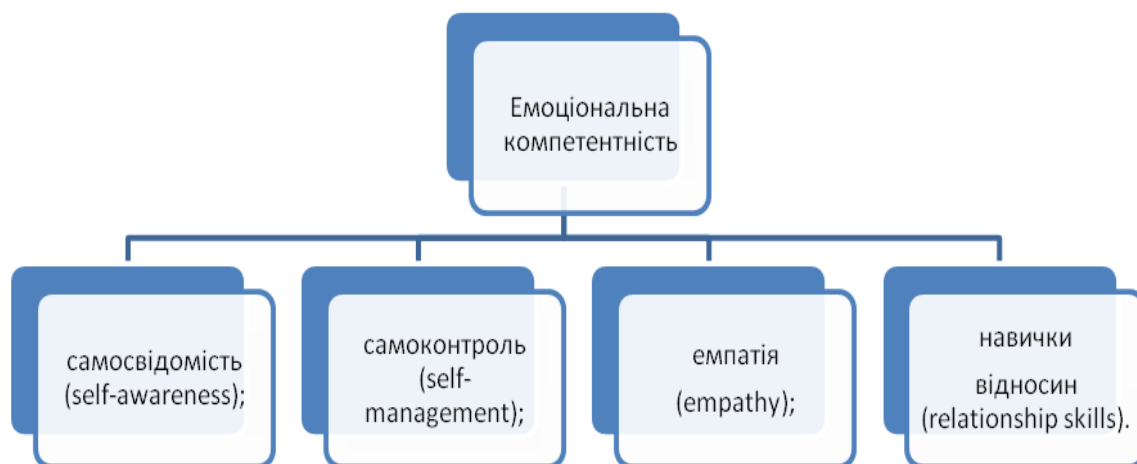 Емоціональна
компетентність
самосвідомість
(self-awareness);
самоконтроль
(self-
management);
емпатія
(empathy);
навички
відносин
(relationship skills).